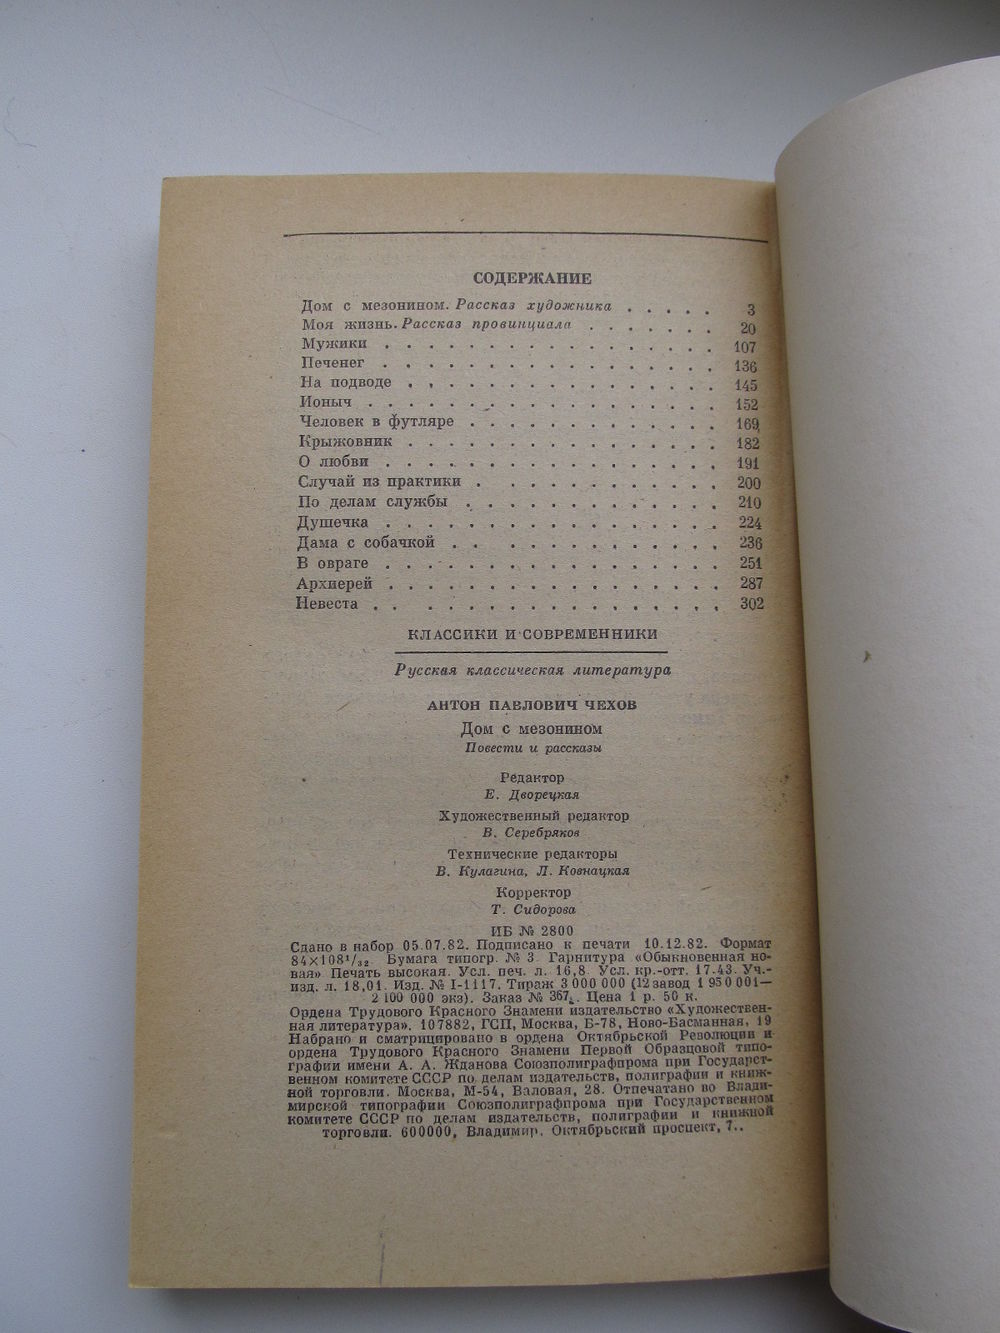 СОДЕРЖАНИЕ
Дом с мезонином. Рассказ художника . . . . . 3
Моя жизнь. Рассказ провинциала . . . . . . . 20
Мужики . . . . . . . . . . . . . . . . 107
Печенег . . . . . . . . . . . . . . . . 136
На подводе . . . . . . . . . . . . . . . 145
Ионыч . . . . . . . . . . . . . . . . . 152
Человек в футляре . . . . . . . . . . . . 169
Крыжовник . . . . . . . . . . . . . . . 182
О любви . . . . . . . . . . . . . . . . 191
Случай из практики . . . . . . . . . . . . 200
По делам службы . . . . . . . . . . . . . 210
Душечка . . . . . . . . . . . . . . . . 224
Дама с собачкой . . . . . . . . . . . . . 236
В овраге . . . . . . . . . . . . . . . . 251
Архиерей . . . . . . . . . . . . . . . . 287
Невеста . . . . . . . . . . . . . . . . 302
КЛАССИКИ И СОВРЕМЕННИКИ
Русская классическая литература
АНТОН ПАВЛОВИЧ ЧЕХОВ
Дом с мезонином
Повести и рассказы
Редактор
Е. Дворецкая
Художественный редактор
В. Серебряков
Технические редакторы
В. Кулагина, Л. Ковнацкая
Корректор
Т. Сидорова
ИБ № 2800
Сдано в набор 05.07.82. Подписано к печати 10.12.82. Формат
84×108¹/₃₂ Бумага типогр. № 3 Гарнитура «Обыкновенная но-
вая» Печать высокая. Усл. печ. л. 16,8 Усл. кр.-отт. 17.43. Уч.-
изд. л. 18,01. Изд. № I-1117. Тираж 3 000 000 (12 завод 1 950 001—
2 100 000 экз). Заказ № 367. Цена 1 р. 50 к.
Ордена Трудового Красного Знамени издательство «Художествен-
ная литература». 107882, ГСП, Москва, Б-78, Ново-Басманная, 19
Набрано и сматрицировано в ордена Октябрьской Революции и
ордена Трудового Красного Знамени Первой Образцовой типо-
графии имени А. А. Жданова Союзполиграфпрома при Государст-
венном комитете СССР по делам издательств, полиграфии и книж-
ной торговли. Москва, М-54, Валовая, 28. Отпечатано во Влади-
мирской типографии Союзполиграфпрома при Государственном
комитете СССР по делам издательств, полиграфии и книжной
торговли. 600000, Владимир, Октябрьский проспект, 7..